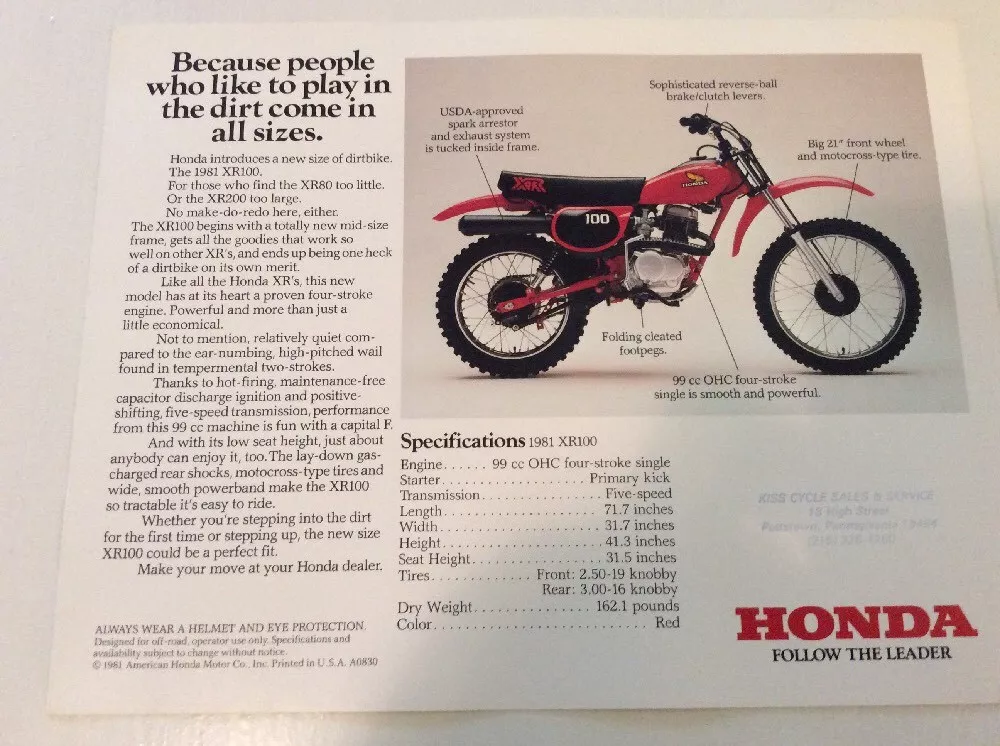 Because people
who like to play in
the dirt come in
all sizes.
Honda introduces a new size of dirtbike.
The 1981 XR100.
For those who find the XR80 too little.
Or the XR200 too large.
No make-do-redo here, either.
The XR100 begins with a totally new mid-size
frame, gets all the goodies that work so
well on other XR's, and ends up being one heck
of a dirtbike on its own merit.
Like all the Honda XR's, this new
model has at its heart a proven four-stroke
engine. Powerful and more than just a
little economical.
Not to mention, relatively quiet com-
pared to the ear-numbing, high-pitched wail
found in tempermental two-strokes.
Thanks to hot-firing, maintenance-free
capacitor discharge ignition and positive-
shifting, five-speed transmission, performance
from this 99 cc machine is fun with a capital F.
And with its low seat height, just about
anybody can enjoy it, too. The lay-down gas-
charged rear shocks, motocross-type tires and
wide, smooth powerband make the XR100
so tractable it's easy to ride.
Whether you're stepping into the dirt
for the first time or stepping up, the new size
XR100 could be a perfect fit.
Make your move at your Honda dealer.
ALWAYS WEAR A HELMET AND EYE PROTECTION.
Designed for off-road, operator use only. Specifications and
availability subject to change without notice.
© 1981 American Honda Motor Co., Inc. Printed in U.S.A. A0830
Sophisticated reverse-ball
brake/clutch levers.
USDA-approved
spark arrestor
and exhaust system
is tucked inside frame.
Big 21" front wheel
and motocross-type tire.
XR
HONDA
100
Folding cleated
footpegs.
99 cc OHC four-stroke
single is smooth and powerful.
Specifications 1981 XR100
Engine...... 99 cc OHC four-stroke single
Starter.................... Primary kick
Transmission............... Five-speed
Length..................... 71.7 inches
Width...................... 31.7 inches
Height..................... 41.3 inches
Seat Height................ 31.5 inches
Tires............ Front: 2.50-19 knobby
Rear: 3.00-16 knobby
Dry Weight............... 162.1 pounds
Color............................ Red
KISS CYCLE SALES & SERVICE
High Street
Pennsylvania
HONDA
FOLLOW THE LEADER